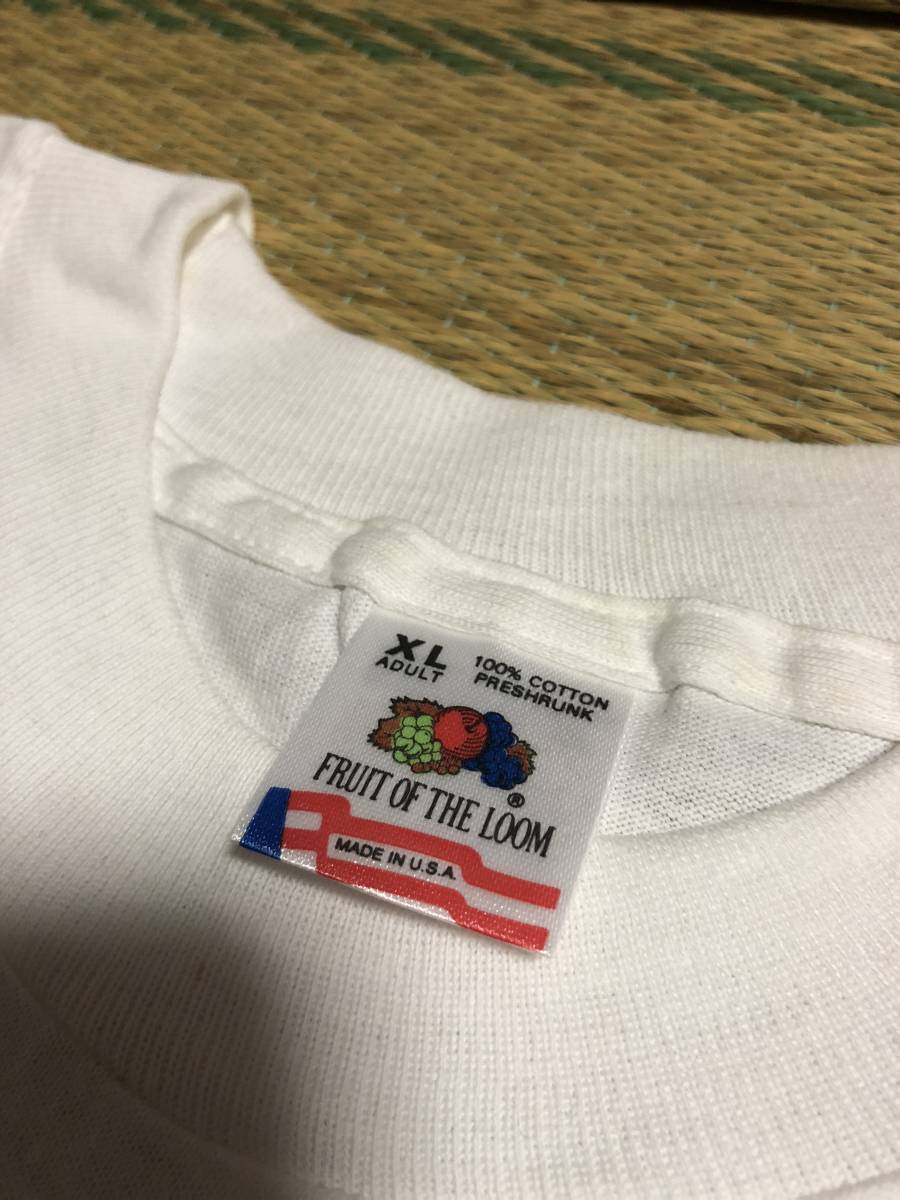 XL
ADULT
100% COTTON
PRESHRUNK
FRUIT OF THE LOOM®
MADE IN U.S.A.